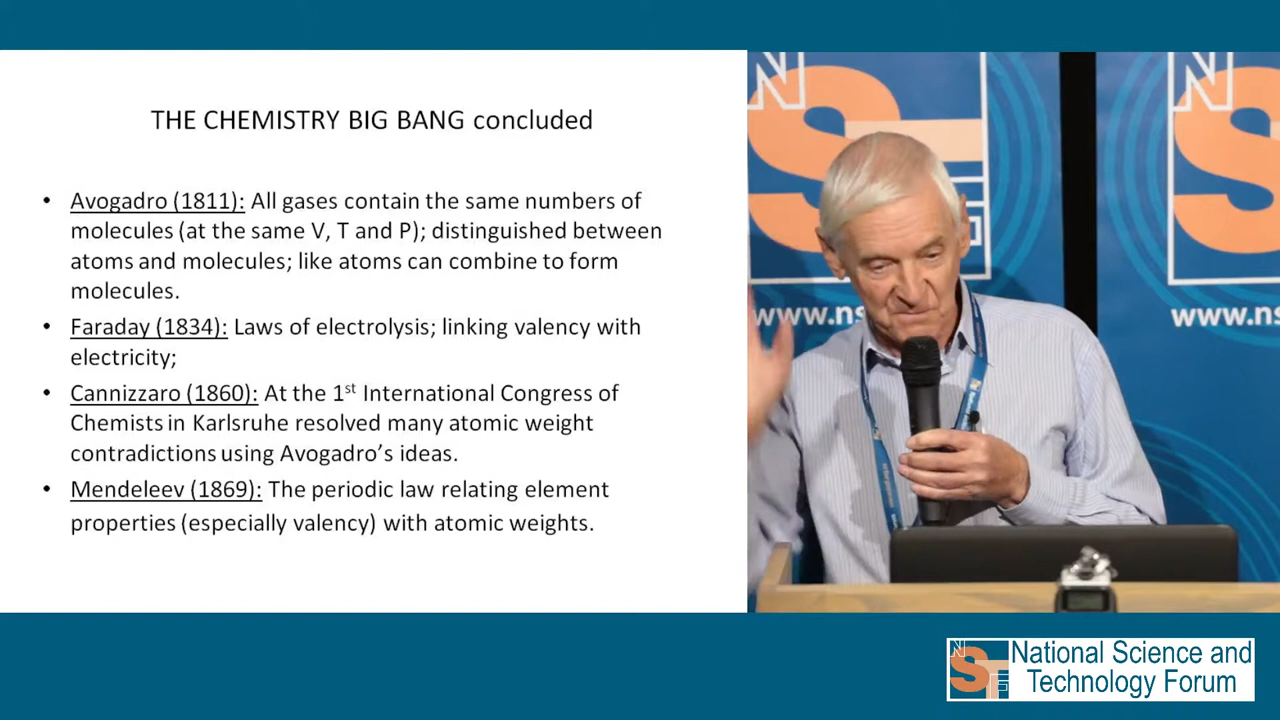 THE CHEMISTRY BIG BANG concluded
• Avogadro (1811): All gases contain the same numbers of
molecules (at the same V, T and P); distinguished between
atoms and molecules; like atoms can combine to form
molecules.
• Faraday (1834): Laws of electrolysis; linking valency with
electricity;
• Cannizzaro (1860): At the 1st International Congress of
Chemists in Karlsruhe resolved many atomic weight
contradictions using Avogadro's ideas.
• Mendeleev (1869): The periodic law relating element
properties (especially valency) with atomic weights.
NSTF
NS
www.ns
www.ns
NSTF
National Science and
Technology Forum